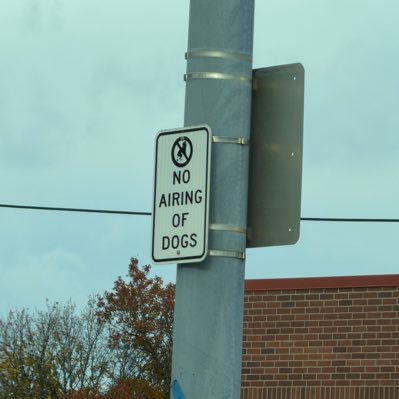 NO
AIRING
OF
DOGS